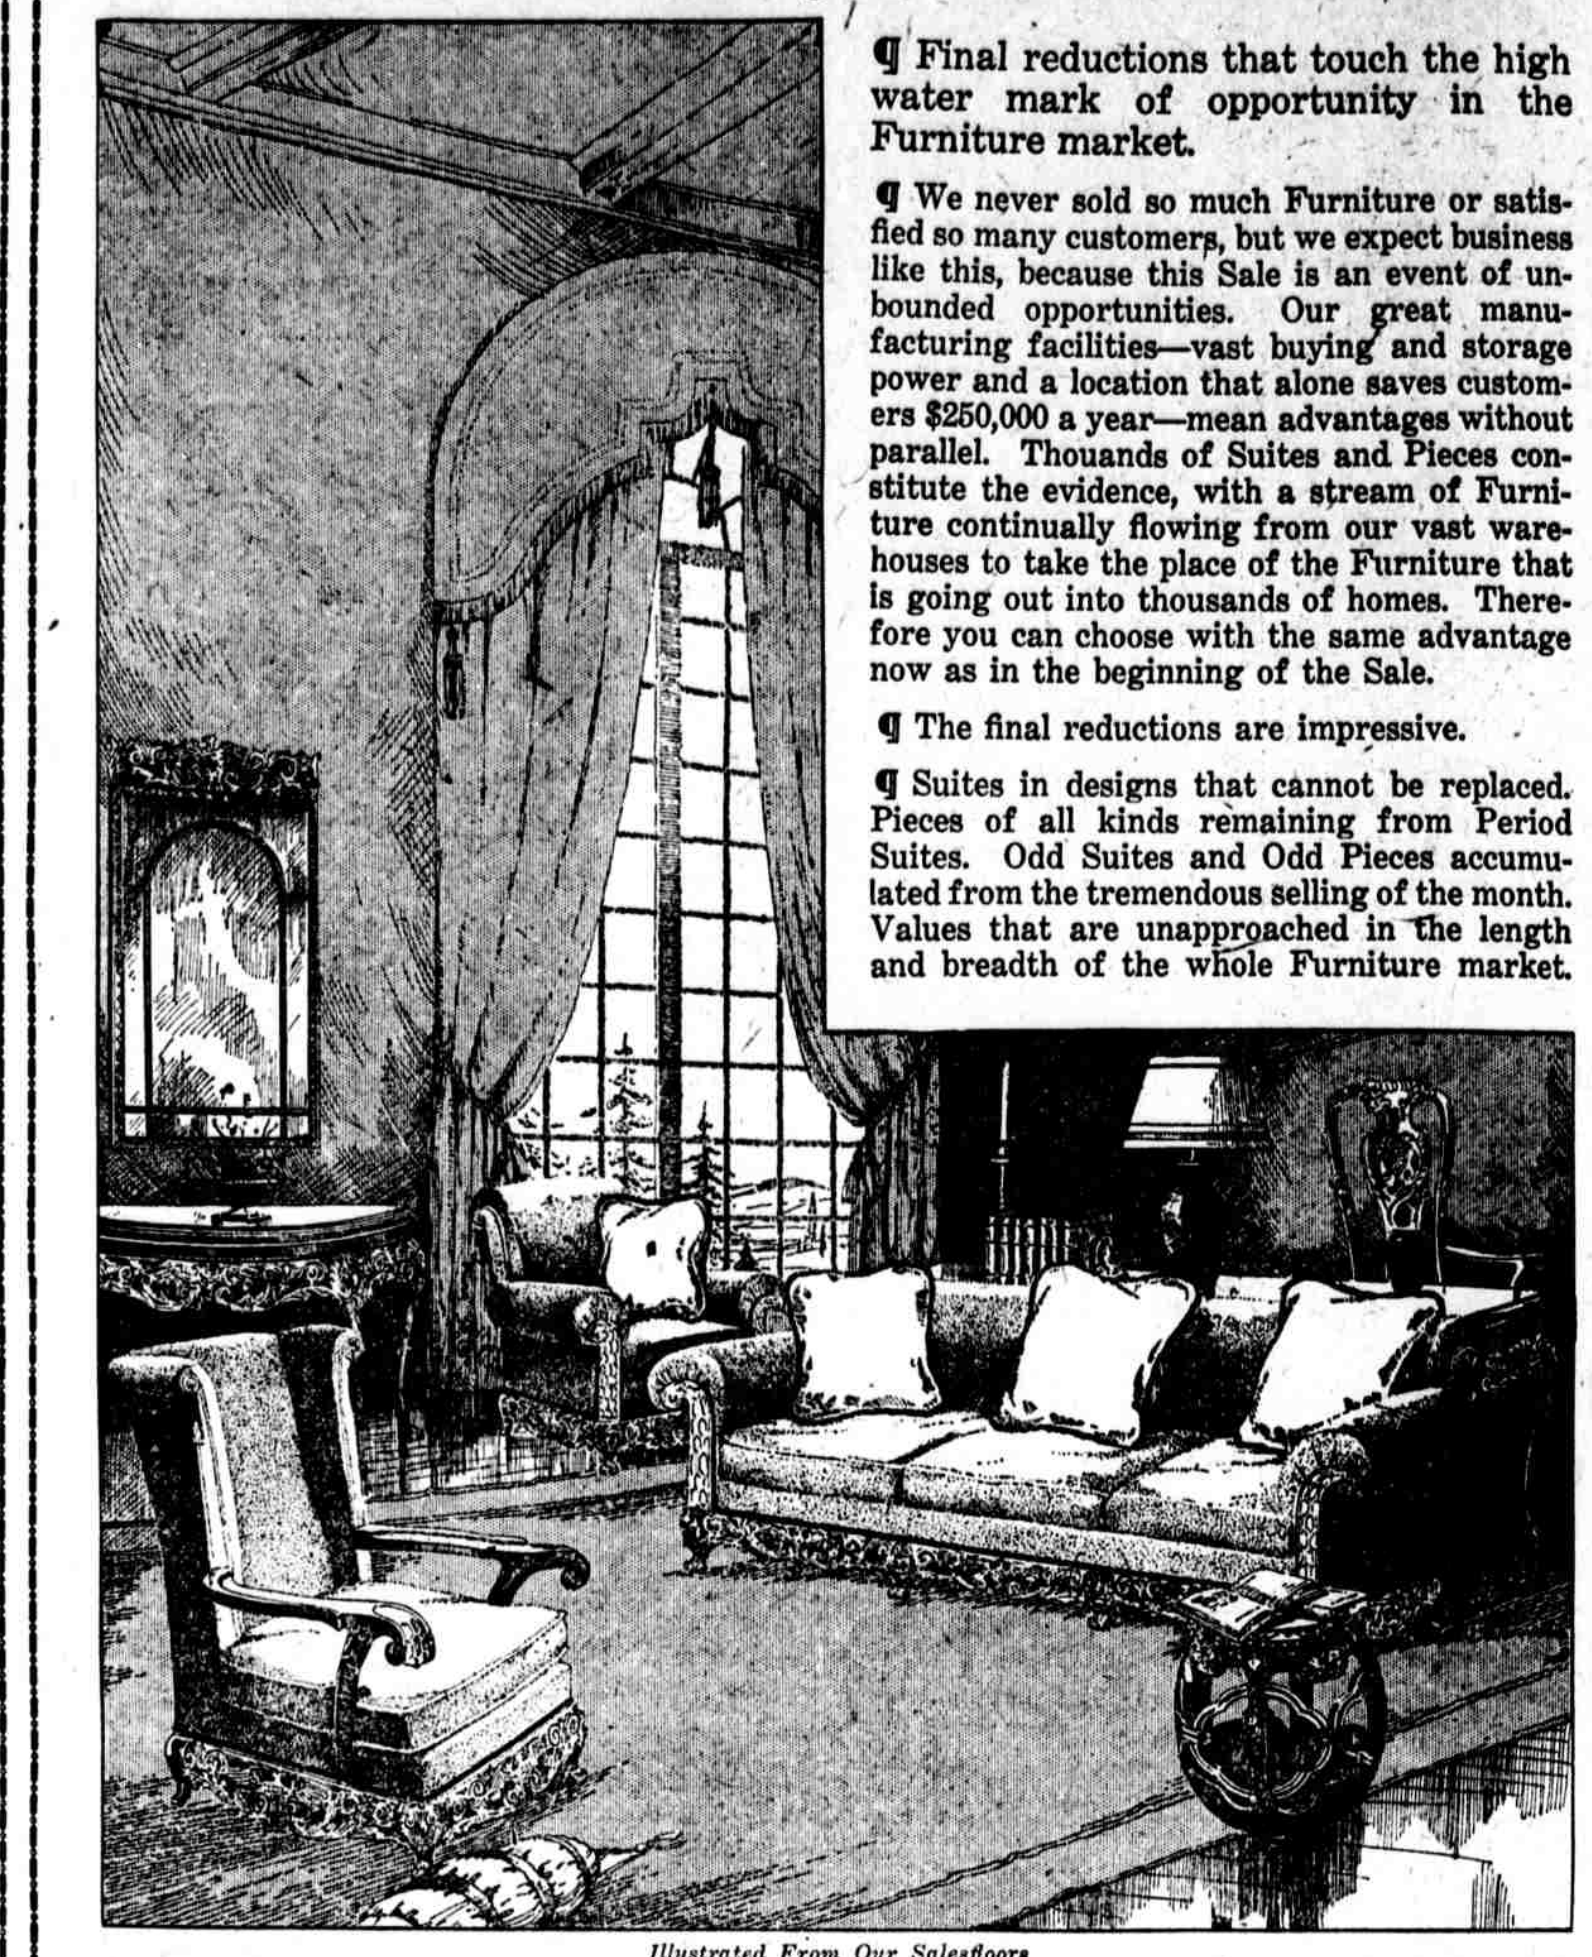 ¶ Final reductions that touch the high
water mark of opportunity in the
Furniture market.
¶ We never sold so much Furniture or satis-
fied so many customers, but we expect business
like this, because this Sale is an event of un-
bounded opportunities. Our great manu-
facturing facilities—vast buying and storage
power and a location that alone saves custom-
ers $250,000 a year—mean advantages without
parallel. Thouands of Suites and Pieces con-
stitute the evidence, with a stream of Furni-
ture continually flowing from our vast ware-
houses to take the place of the Furniture that
is going out into thousands of homes. There-
fore you can choose with the same advantage
now as in the beginning of the Sale.
¶ The final reductions are impressive.
¶ Suites in designs that cannot be replaced.
Pieces of all kinds remaining from Period
Suites. Odd Suites and Odd Pieces accumu-
lated from the tremendous selling of the month.
Values that are unapproached in the length
and breadth of the whole Furniture market.
Illustrated From Our Salesfloors